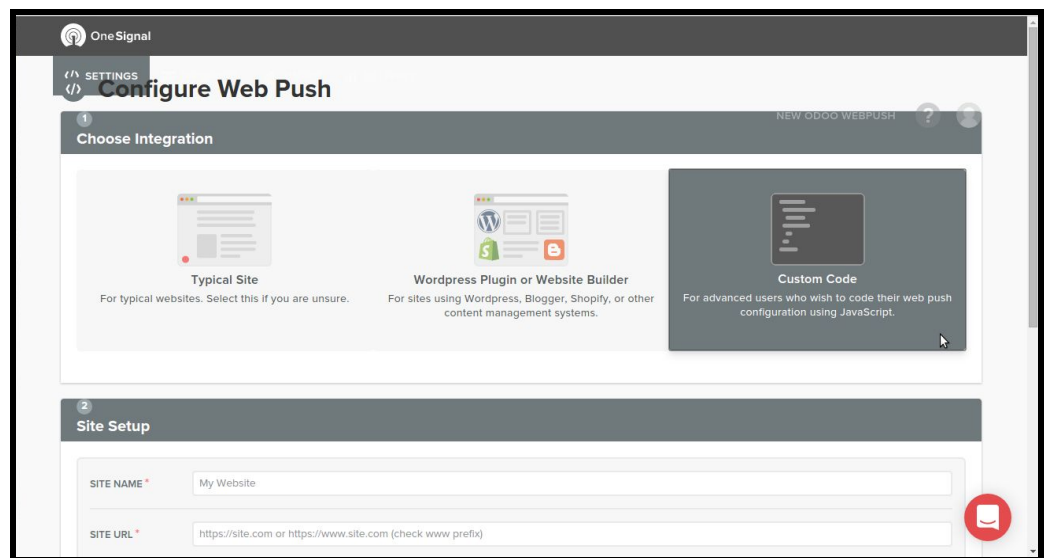 OneSignal
SETTINGS
Configure Web Push
NEW ODOO WEBPUSH
?
1
Choose Integration
Typical Site
For typical websites. Select this if you are unsure.
Wordpress Plugin or Website Builder
For sites using Wordpress, Blogger, Shopify, or other
content management systems.
Custom Code
For advanced users who wish to code their web push
configuration using JavaScript.
2
Site Setup
SITE NAME *
My Website
SITE URL *
https://site.com or https://www.site.com (check www prefix)